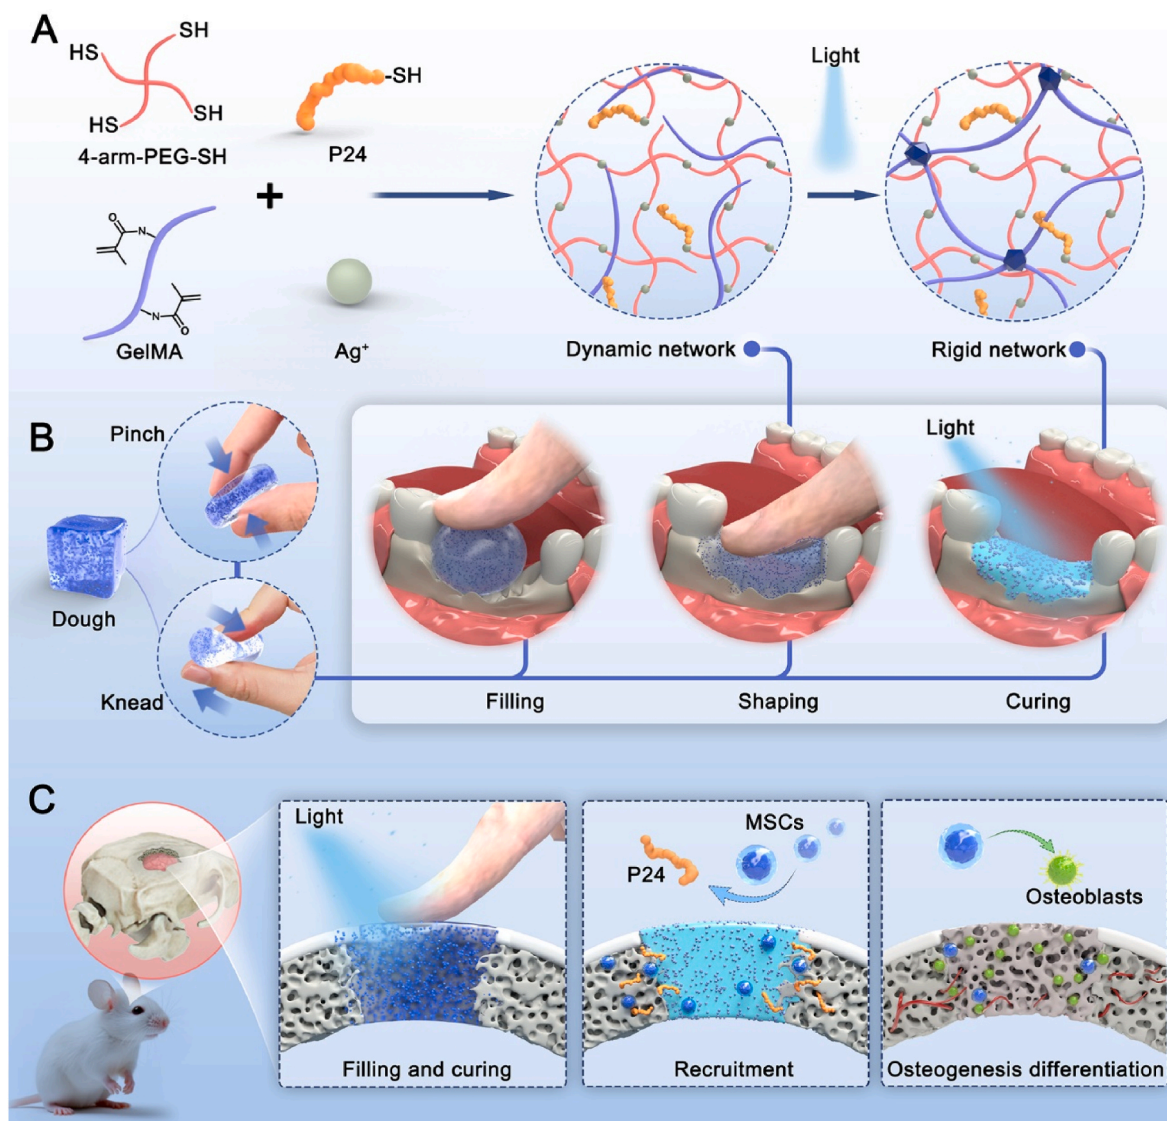 A
HS
SH
HS
SH
4-arm-PEG-SH
-SH
P24
+
O
N
N
O
GelMA
Ag⁺
Light
Dynamic network
Rigid network
B
Pinch
Dough
Knead
Light
Filling
Shaping
Curing
C
Light
Filling and curing
MSCs
P24
Recruitment
Osteoblasts
Osteogenesis differentiation